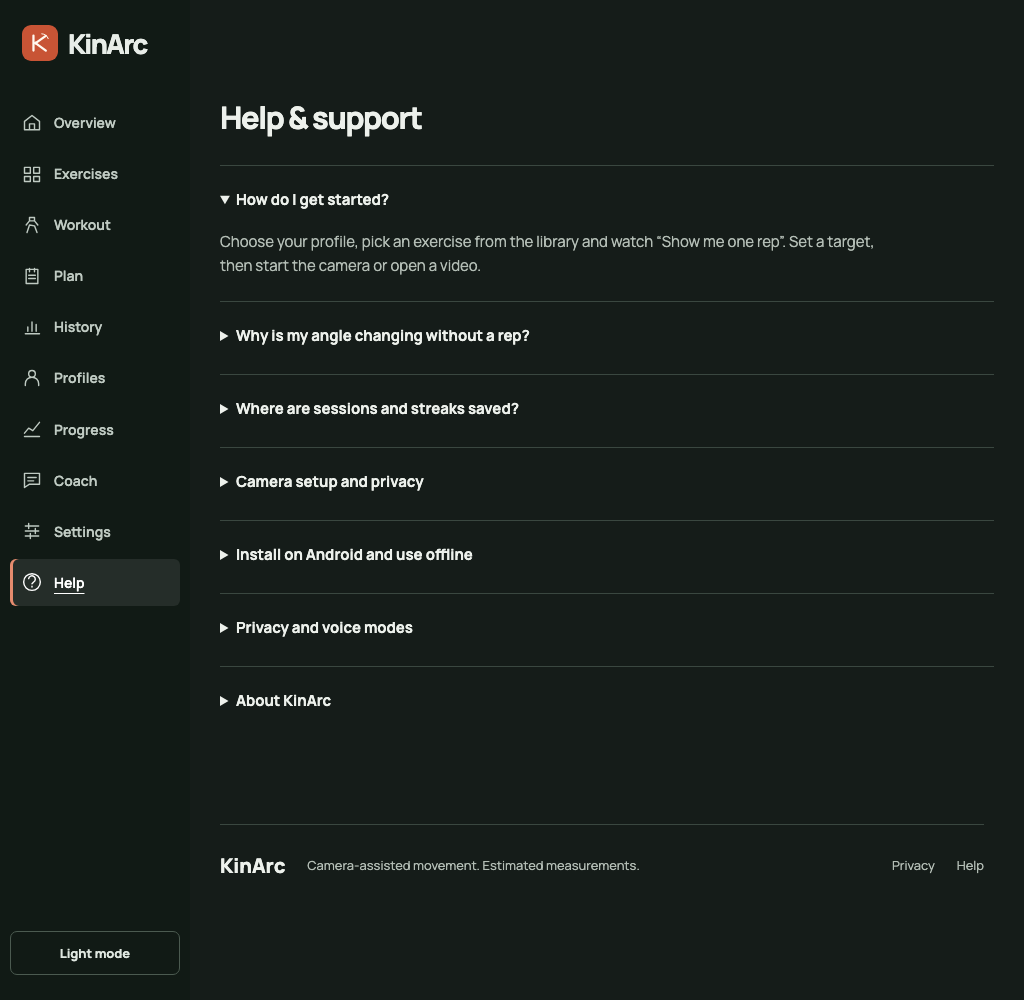 KinArc
Overview
Exercises
Workout
Plan
History
Profiles
Progress
Coach
Settings
Help
Light mode
Help & support
How do I get started?
Choose your profile, pick an exercise from the library and watch “Show me one rep”. Set a target,
then start the camera or open a video.
Why is my angle changing without a rep?
Where are sessions and streaks saved?
Camera setup and privacy
Install on Android and use offline
Privacy and voice modes
About KinArc
KinArc Camera-assisted movement. Estimated measurements. Privacy Help